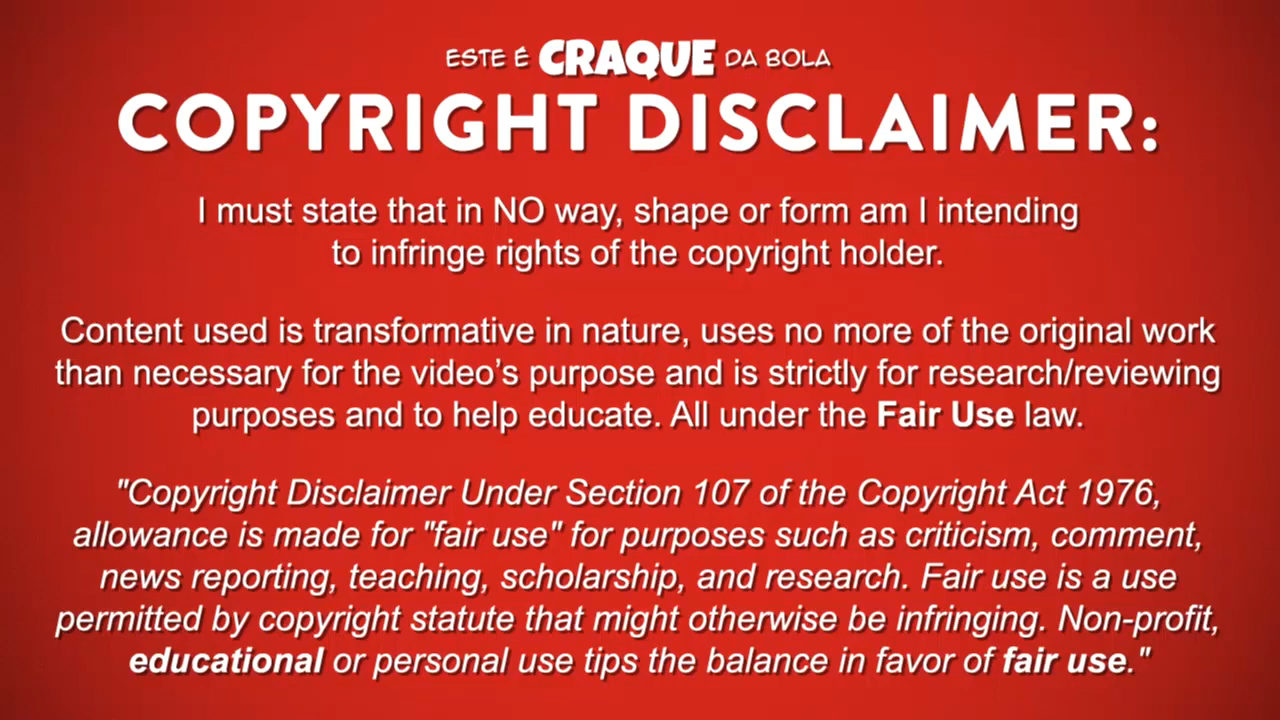 ESTE É CRAQUE DA BOLA
COPYRIGHT DISCLAIMER:
I must state that in NO way, shape or form am I intending
to infringe rights of the copyright holder.
Content used is transformative in nature, uses no more of the original work
than necessary for the video’s purpose and is strictly for research/reviewing
purposes and to help educate. All under the Fair Use law.
"Copyright Disclaimer Under Section 107 of the Copyright Act 1976,
allowance is made for "fair use" for purposes such as criticism, comment,
news reporting, teaching, scholarship, and research. Fair use is a use
permitted by copyright statute that might otherwise be infringing. Non-profit,
educational or personal use tips the balance in favor of fair use."